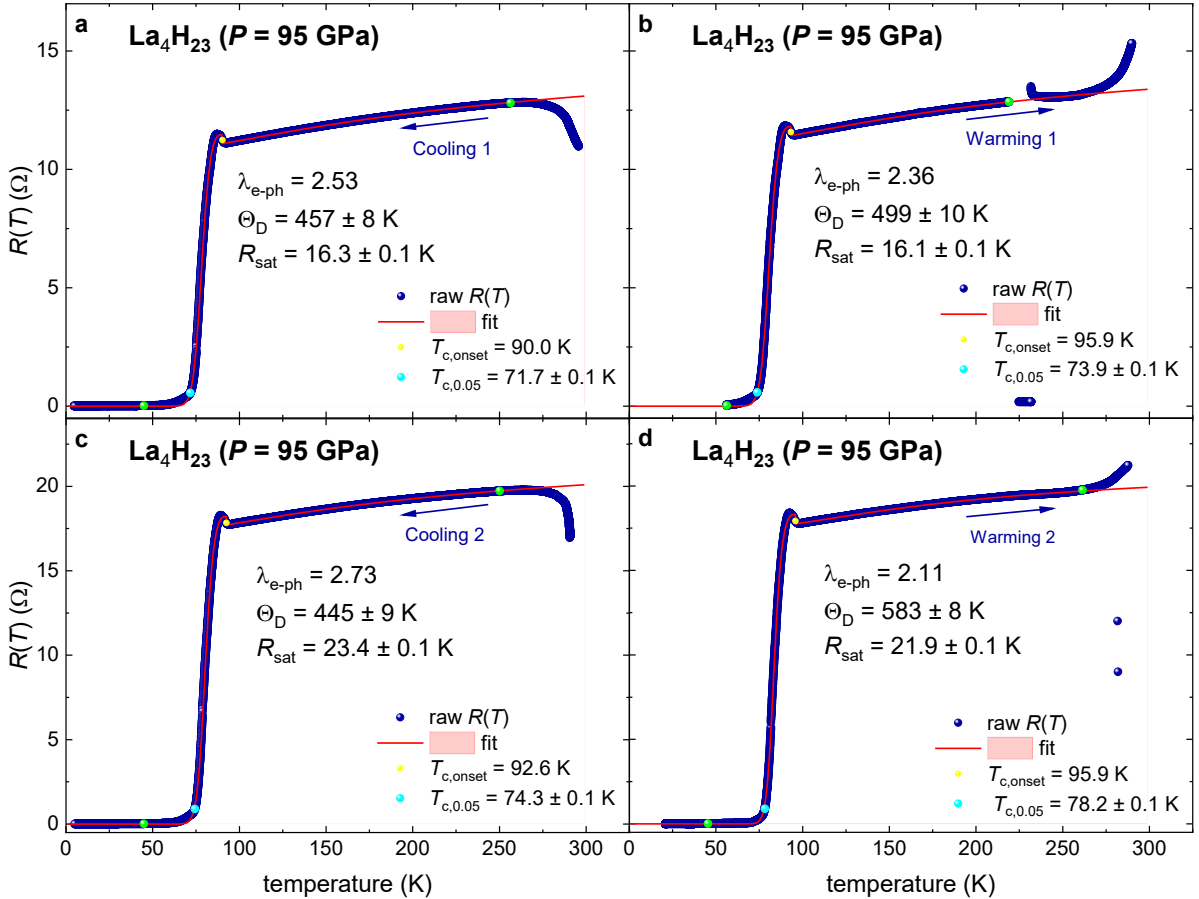 a
La₄H₂₃ (P = 95 GPa)
15
10
5
0
R(T) (Ω)
Cooling 1
λe-ph = 2.53
ΘD = 457 ± 8 K
Rsat = 16.3 ± 0.1 K
raw R(T)
fit
Tc,onset = 90.0 K
Tc,0.05 = 71.7 ± 0.1 K
b
La₄H₂₃ (P = 95 GPa)
Warming 1
λe-ph = 2.36
ΘD = 499 ± 10 K
Rsat = 16.1 ± 0.1 K
raw R(T)
fit
Tc,onset = 95.9 K
Tc,0.05 = 73.9 ± 0.1 K
c
La₄H₂₃ (P = 95 GPa)
20
15
10
5
0
R(T) (Ω)
Cooling 2
λe-ph = 2.73
ΘD = 445 ± 9 K
Rsat = 23.4 ± 0.1 K
raw R(T)
fit
Tc,onset = 92.6 K
Tc,0.05 = 74.3 ± 0.1 K
0 50 100 150 200 250 300
temperature (K)
d
La₄H₂₃ (P = 95 GPa)
Warming 2
λe-ph = 2.11
ΘD = 583 ± 8 K
Rsat = 21.9 ± 0.1 K
raw R(T)
fit
Tc,onset = 95.9 K
Tc,0.05 = 78.2 ± 0.1 K
50 100 150 200 250 300
temperature (K)